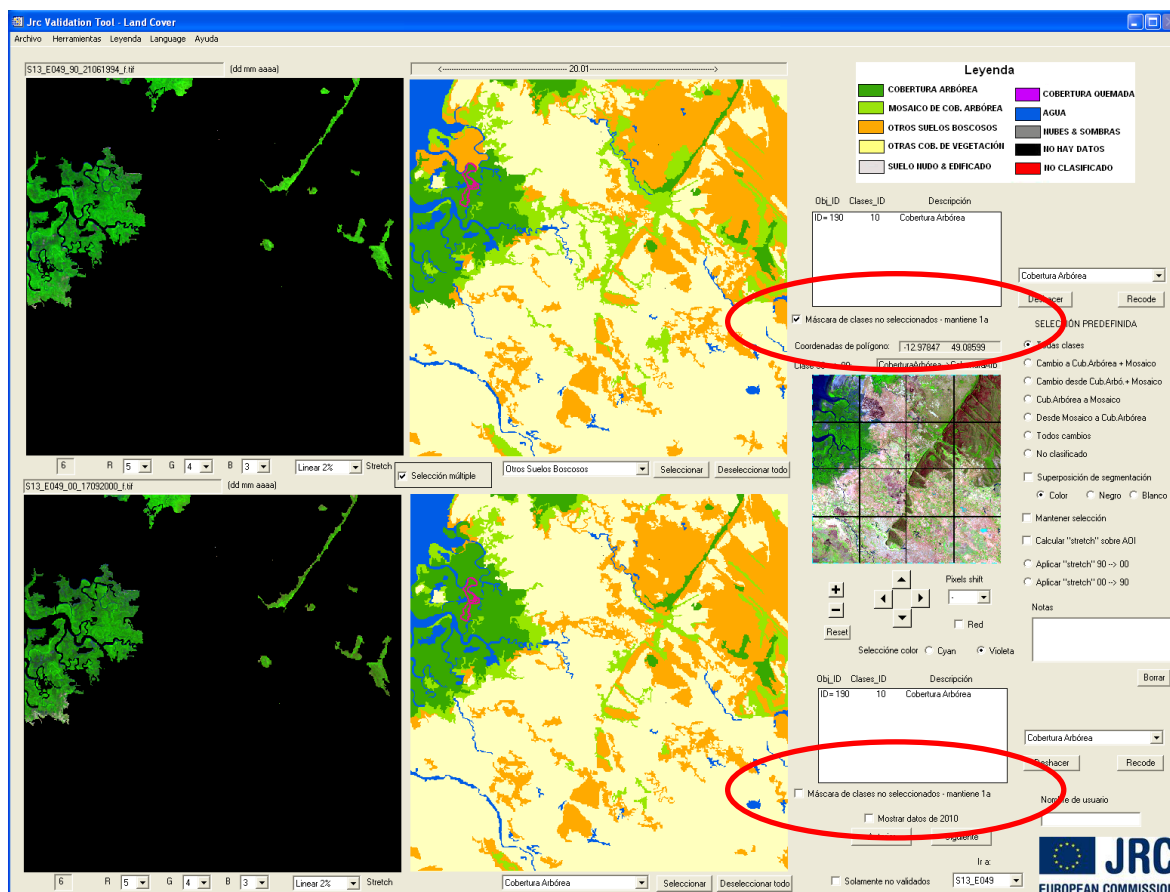 Jrc Validation Tool - Land Cover
Archivo Herramientas Leyenda Language Ayuda
S13_E049_90_21061994_f.tif (dd mm aaaa)
<------------------------ 20.01 ------------------------>
Leyenda
COBERTURA ARBÓREA
MOSAICO DE COB. ARBÓREA
OTROS SUELOS BOSCOSOS
OTRAS COB. DE VEGETACIÓN
SUELO NUDO & EDIFICADO
COBERTURA QUEMADA
AGUA
NUBES & SOMBRAS
NO HAY DATOS
NO CLASIFICADO
Obj_ID Clases_ID Descripción
ID= 190 10 Cobertura Arbórea
Cobertura Arbórea
Deshacer Recode
Máscara de clases no seleccionados - mantiene 1a
Coordenadas de polígono: -12.97847 49.08599
SELECCIÓN PREDEFINIDA
Todas clases
Cambio a Cub.Arbórea + Mosaico
Cambio desde Cub.Arbó.+ Mosaico
Cub.Arbórea a Mosaico
Desde Mosaico a Cub.Arbórea
Todos cambios
No clasificado
Superposición de segmentación
Color Negro Blanco
Mantener selección
Calcular "stretch" sobre AOI
Aplicar "stretch" 90 --> 00
Aplicar "stretch" 00 --> 90
6 R 5 G 4 B 3 Linear 2% Stretch
Selección múltiple
Otros Suelos Boscosos Seleccionar Deseleccionar todo
S13_E049_00_17092000_f.tif (dd mm aaaa)
+
-
Reset
Pixels shift
-
Red
Seleccióne color Cyan Violeta
Notas
Borrar
Obj_ID Clases_ID Descripción
ID= 190 10 Cobertura Arbórea
Cobertura Arbórea
Deshacer Recode
Máscara de clases no seleccionados - mantiene 1a
Mostrar datos de 2010
Siguiente
Nombre de usuario
Ir a:
Solamente no validados S13_E049
6 R 5 G 4 B 3 Linear 2% Stretch
Cobertura Arbórea Seleccionar Deseleccionar todo
JRC
EUROPEAN COMMISSION